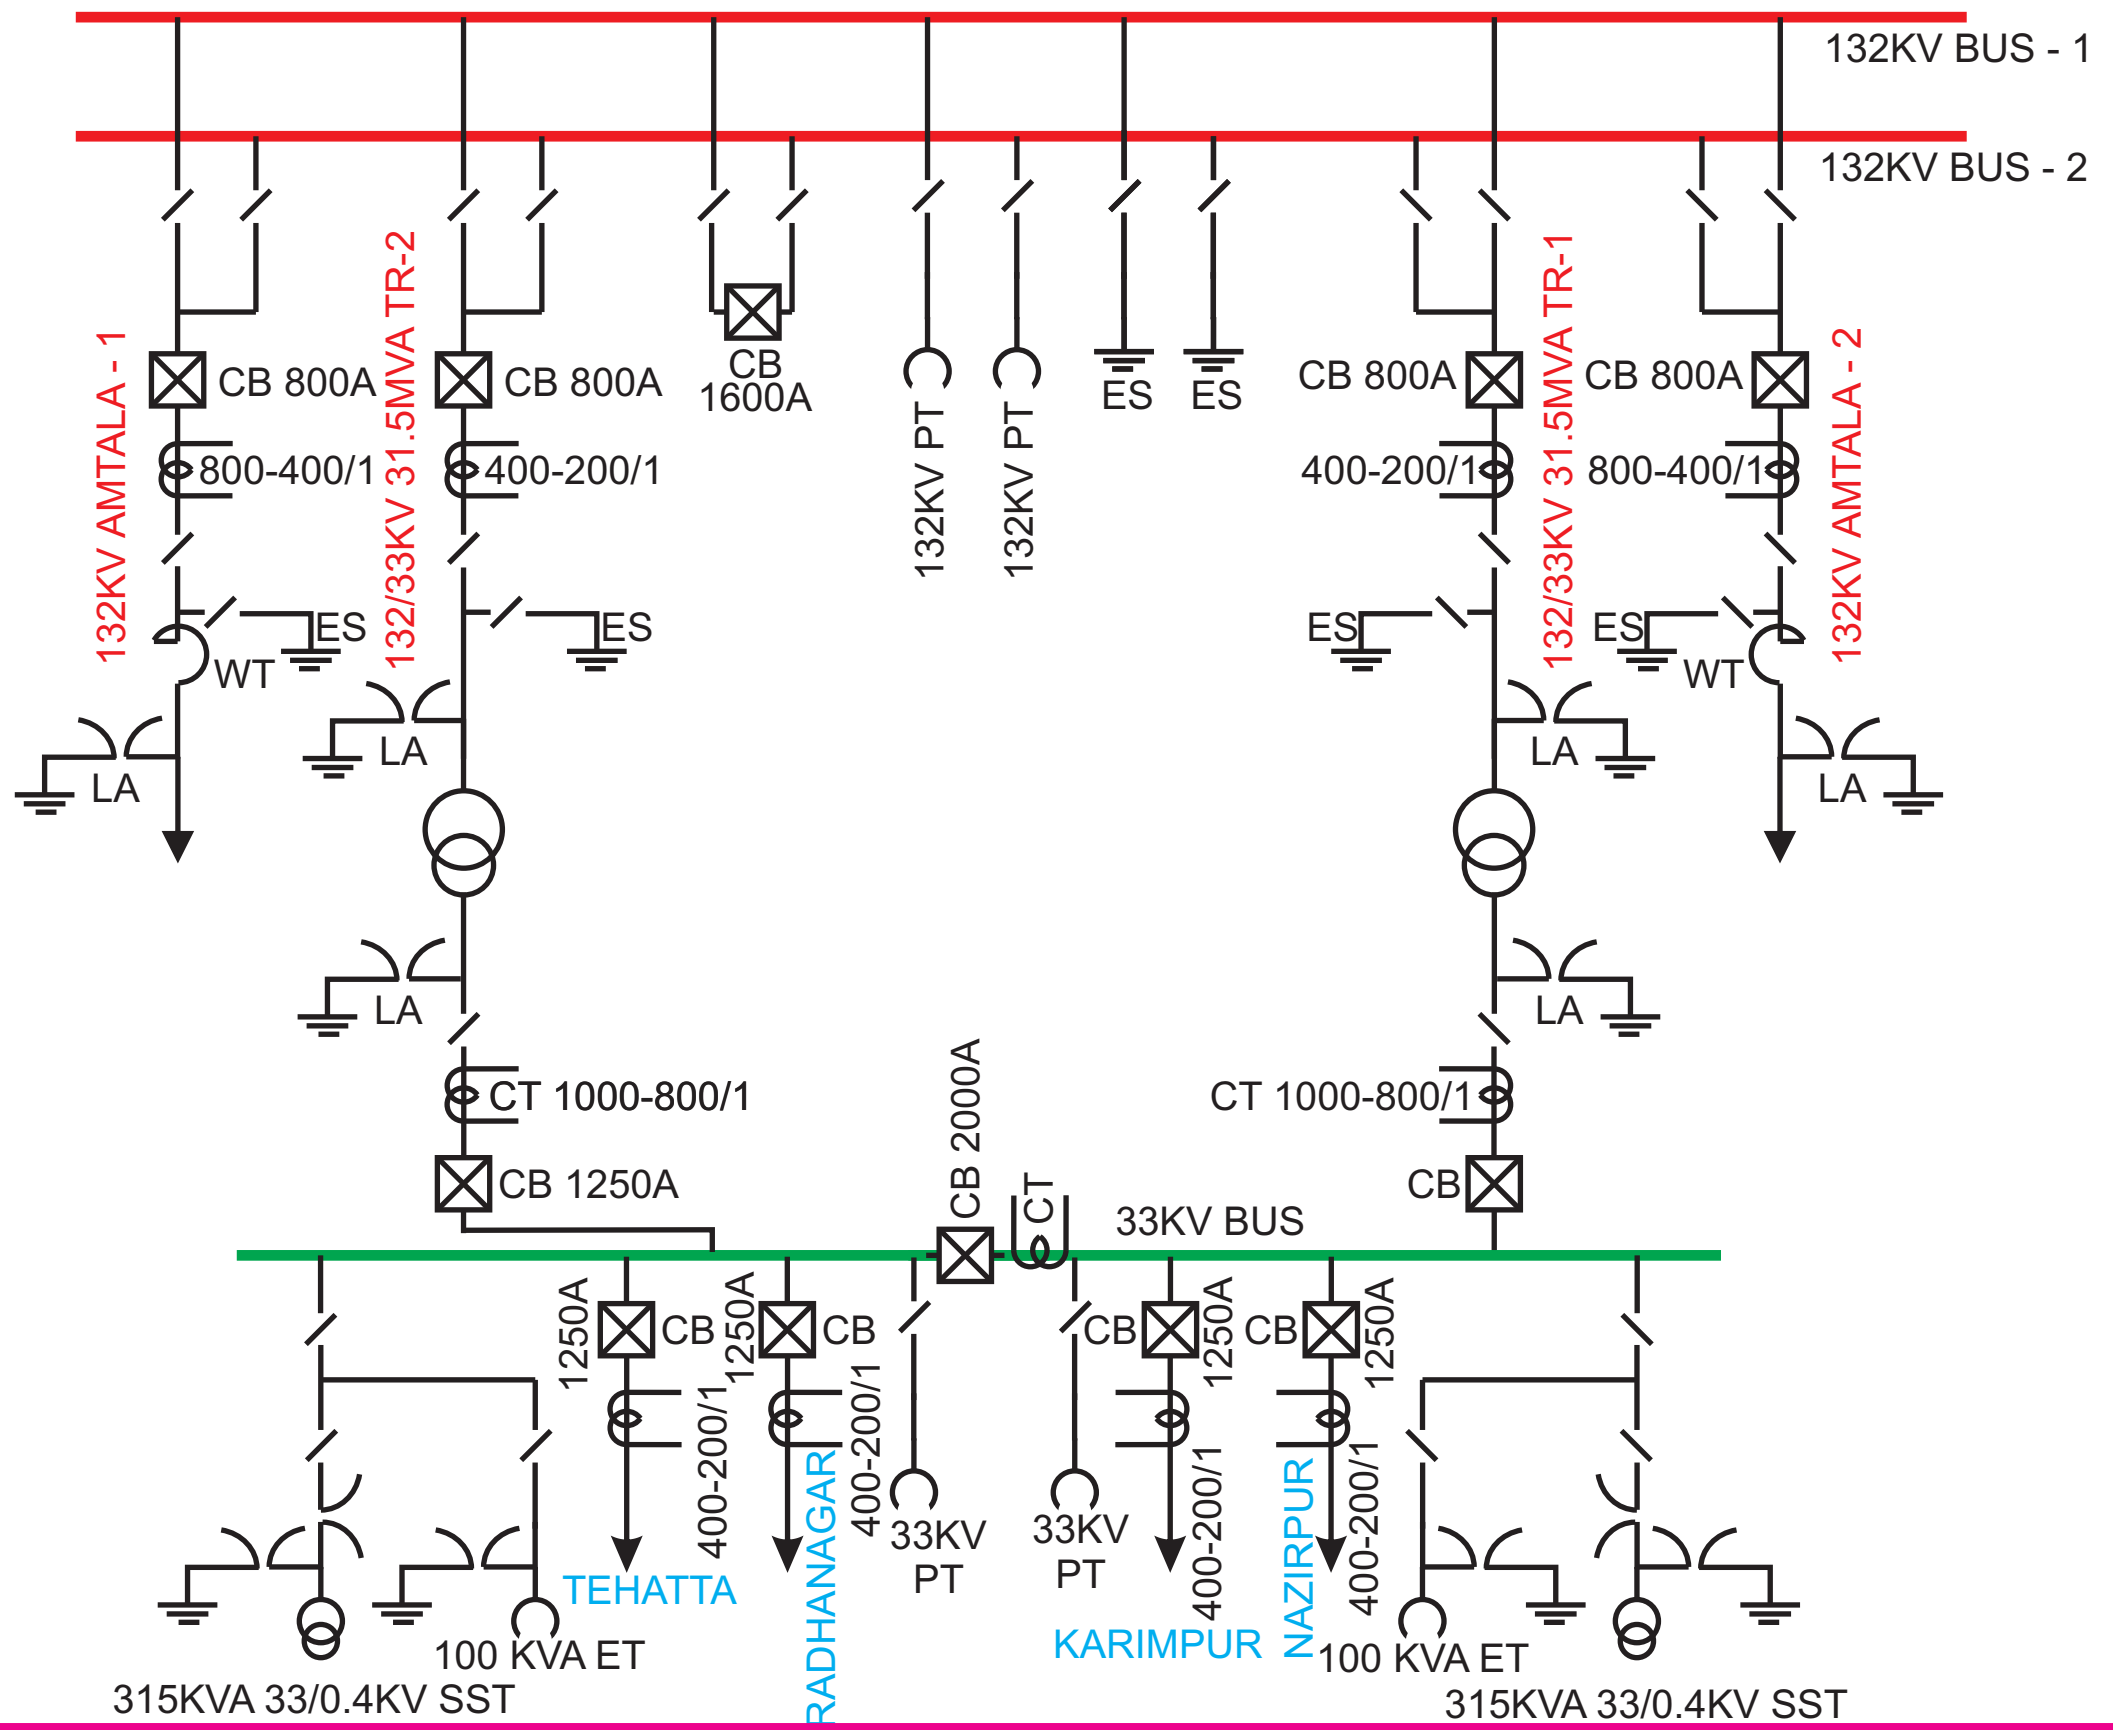 132KV BUS - 1
132KV BUS - 2
132KV AMTALA - 1
CB 800A
800-400/1
ES
WT
LA
132/33KV 31.5MVA TR-2
CB 800A
400-200/1
ES
LA
CB
1600A
132KV PT
132KV PT
ES
ES
CB 800A
400-200/1
132/33KV 31.5MVA TR-1
ES
LA
CB 800A
800-400/1
132KV AMTALA - 2
ES
WT
LA
LA
CT 1000-800/1
CB 1250A
LA
CT 1000-800/1
CB
CB 2000A
CT
33KV BUS
1250A
CB
400-200/1
TEHATTA
1250A
CB
400-200/1
RADHANAGAR
33KV
PT
33KV
PT
CB
1250A
400-200/1
KARIMPUR
CB
1250A
400-200/1
NAZIRPUR
100 KVA ET
315KVA 33/0.4KV SST
100 KVA ET
315KVA 33/0.4KV SST